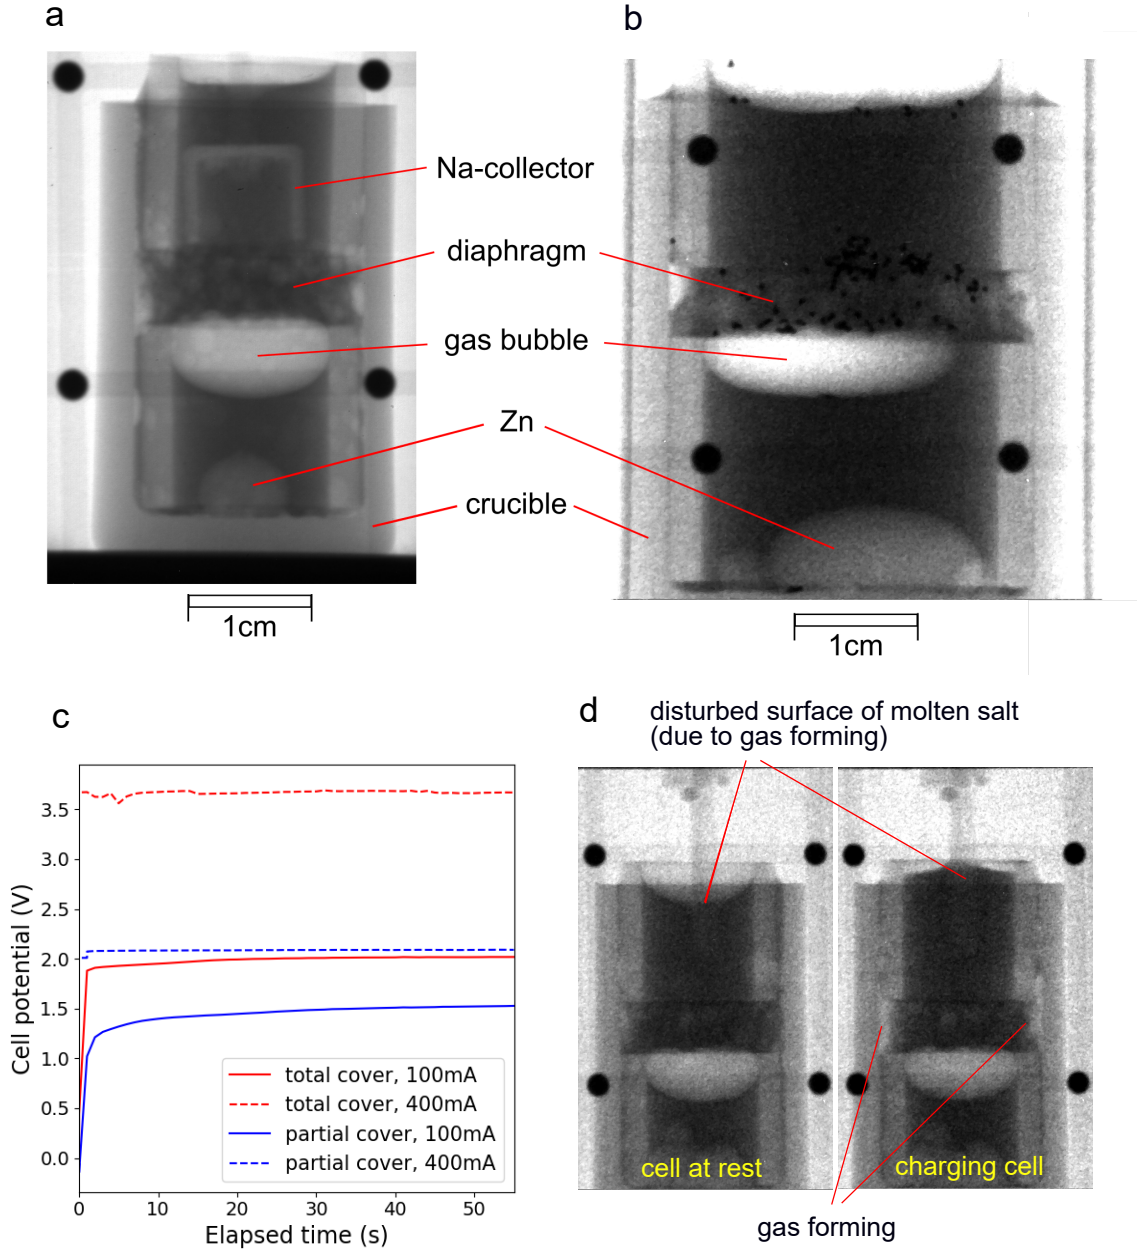 a
b
Na-collector
diaphragm
gas bubble
Zn
crucible
1cm
1cm
c
d
disturbed surface of molten salt
(due to gas forming)
Cell potential (V)
3.5
3.0
2.5
2.0
1.5
1.0
0.5
0.0
total cover, 100mA
total cover, 400mA
partial cover, 100mA
partial cover, 400mA
0
10
20
30
40
50
Elapsed time (s)
cell at rest
charging cell
gas forming